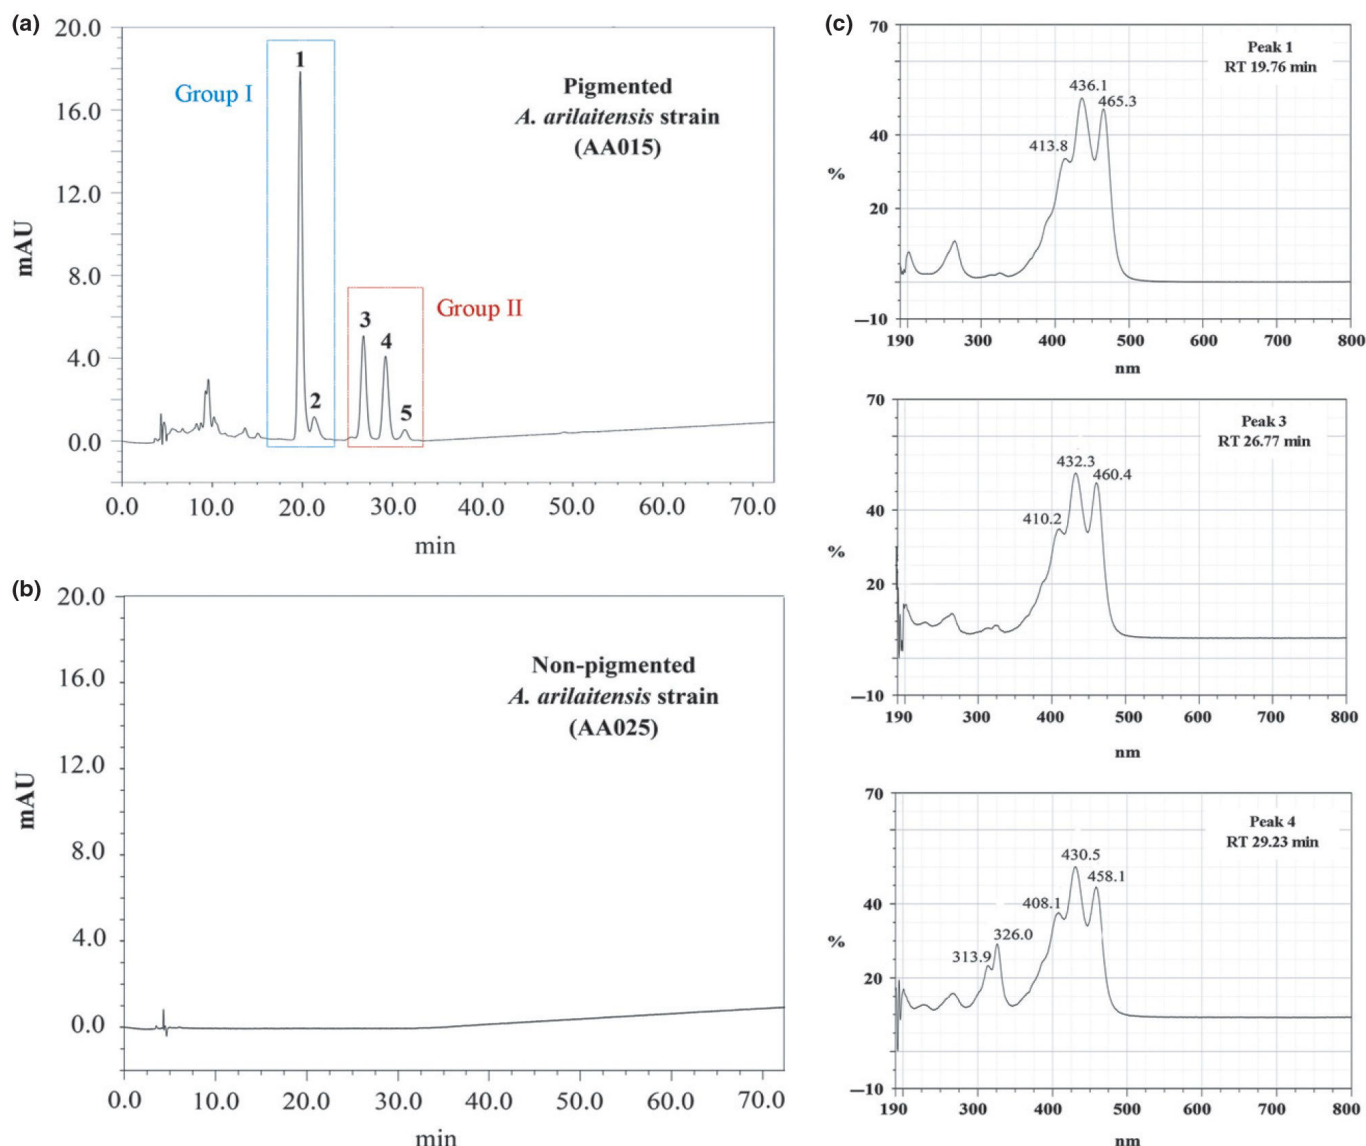 (a)
20.0
16.0
12.0
8.0
4.0
0.0
mAU
Group I
1
2
Group II
3
4
5
Pigmented
A. arilaitensis strain
(AA015)
0.0 10.0 20.0 30.0 40.0 50.0 60.0 70.0
min
(b)
20.0
16.0
12.0
8.0
4.0
0.0
mAU
Non-pigmented
A. arilaitensis strain
(AA025)
0.0 10.0 20.0 30.0 40.0 50.0 60.0 70.0
min
(c)
70
40
20
–10
%
Peak 1
RT 19.76 min
413.8
436.1
465.3
190 300 400 500 600 700 800
nm
70
40
20
–10
%
Peak 3
RT 26.77 min
410.2
432.3
460.4
190 300 400 500 600 700 800
nm
70
40
20
–10
%
Peak 4
RT 29.23 min
313.9
326.0
408.1
430.5
458.1
190 300 400 500 600 700 800
nm